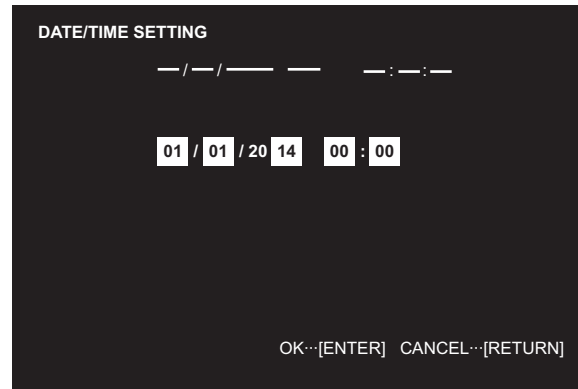 DATE/TIME SETTING
—/—/—— —— —:—:—
01 / 01 / 20 14 00 : 00
OK···[ENTER] CANCEL···[RETURN]